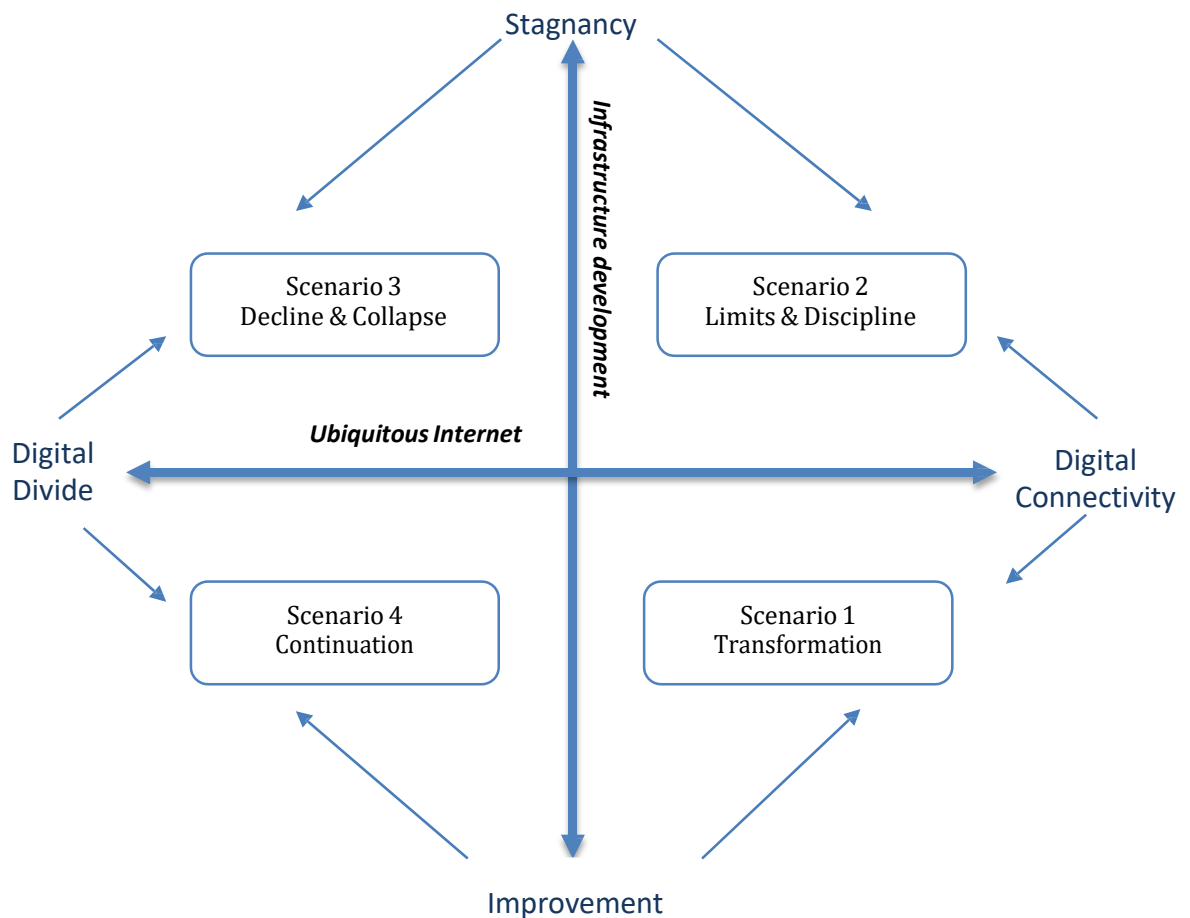 Stagnancy
Infrastructure development
Scenario 3
Decline & Collapse
Scenario 2
Limits & Discipline
Ubiquitous Internet
Digital
Divide
Digital
Connectivity
Scenario 4
Continuation
Scenario 1
Transformation
Improvement